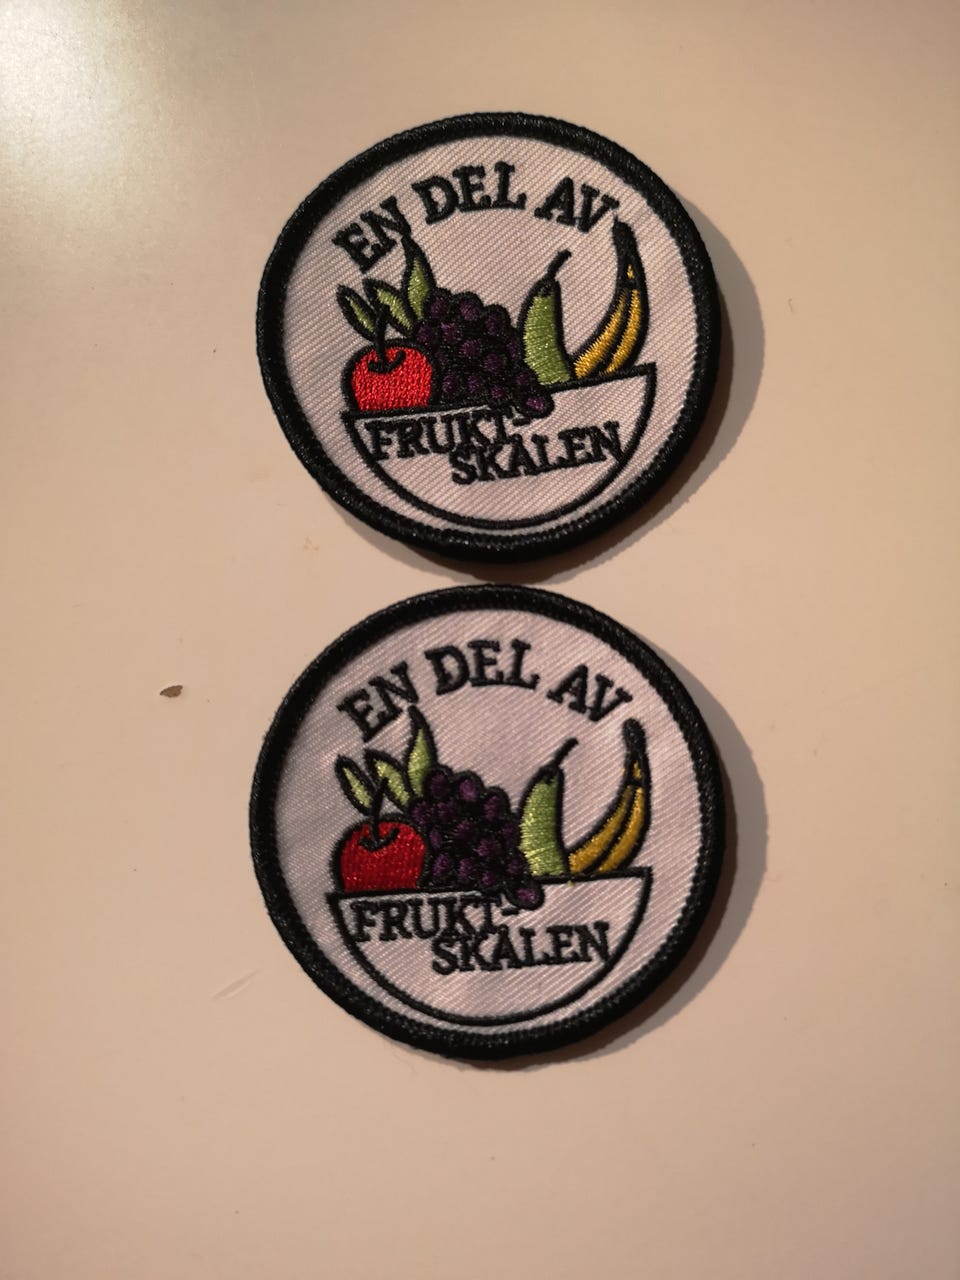 EN DEL AV
FRUKT-
SKÅLEN
EN DEL AV
FRUKT-
SKÅLEN